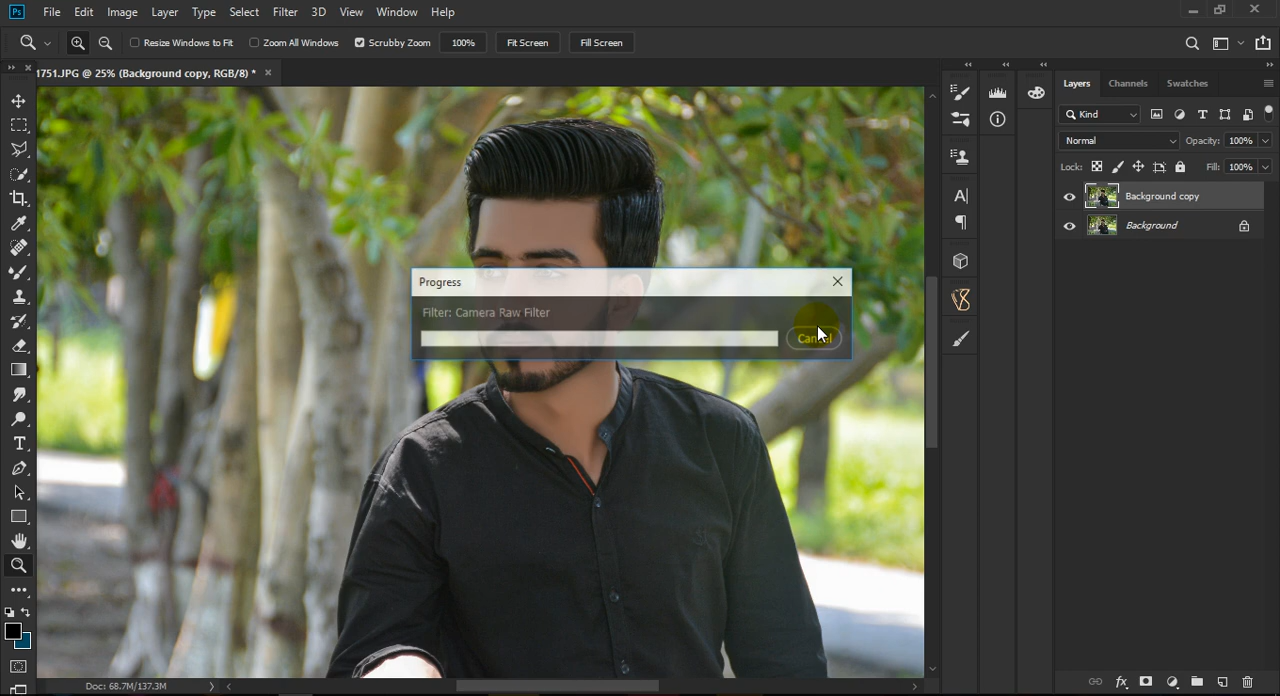 Ps File Edit Image Layer Type Select Filter 3D View Window Help
Resize Windows to Fit Zoom All Windows Scrubby Zoom 100% Fit Screen Fill Screen
1751.JPG @ 25% (Background copy, RGB/8) *
Layers Channels Swatches
Kind
Normal Opacity: 100%
Lock: Fill: 100%
Background copy
Background
Progress
Filter: Camera Raw Filter
Cancel
Doc: 68.7M/137.3M